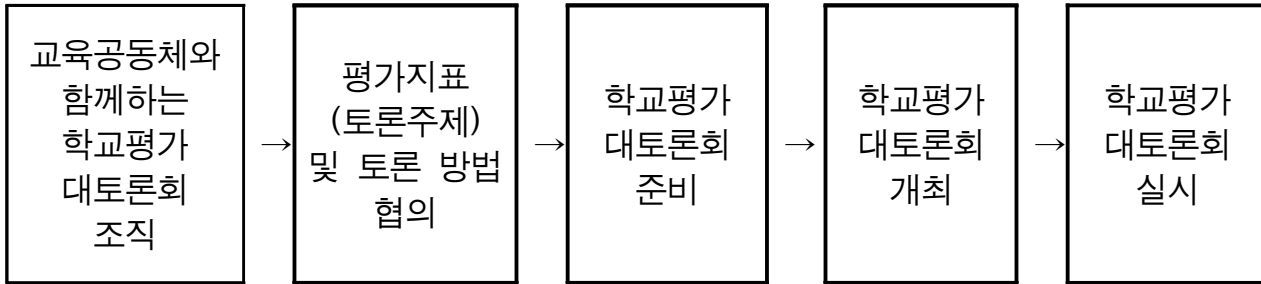 교육공동체와
함께하는
학교평가
대토론회
조직
→
평가지표
(토론주제)
및 토론 방법
협의
→
학교평가
대토론회
준비
→
학교평가
대토론회
개최
→
학교평가
대토론회
실시